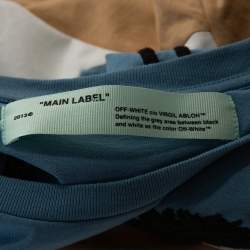 2013©
"MAIN LABEL"
OFF-WHITE c/o VIRGIL ABLOH™
Defining the grey area between black
and white as the color Off-White™